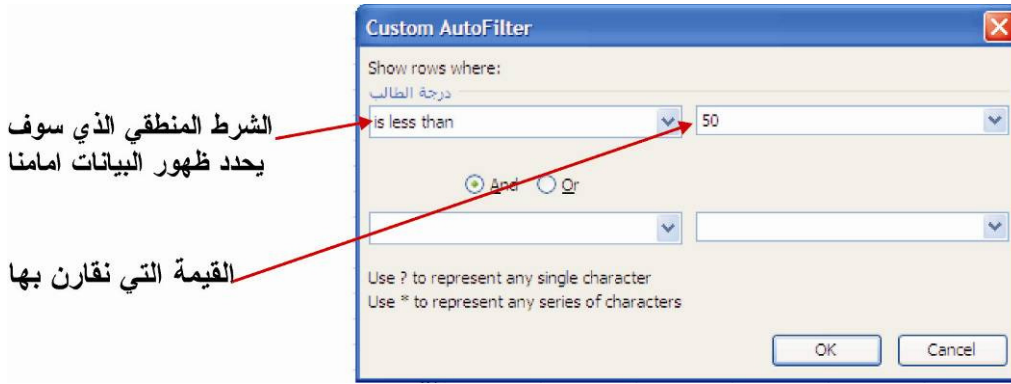 Custom AutoFilter
Show rows where:
درجة الطالب
is less than
50
الشرط المنطقي الذي سوف
يحدد ظهور البيانات امامنا
And
Or
القيمة التي نقارن بها
Use ? to represent any single character
Use * to represent any series of characters
OK
Cancel